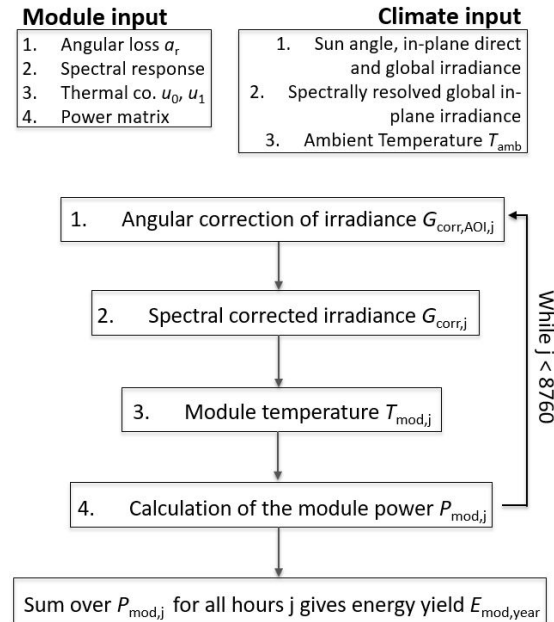 Module input
1. Angular loss aᵣ
2. Spectral response
3. Thermal co. u₀, u₁
4. Power matrix
Climate input
1. Sun angle, in-plane direct
and global irradiance
2. Spectrally resolved global in-
plane irradiance
3. Ambient Temperature T_amb
1. Angular correction of irradiance G_corr,AOI,j
2. Spectral corrected irradiance G_corr,j
3. Module temperature T_mod,j
4. Calculation of the module power P_mod,j
While j < 8760
Sum over P_mod,j for all hours j gives energy yield E_mod,year